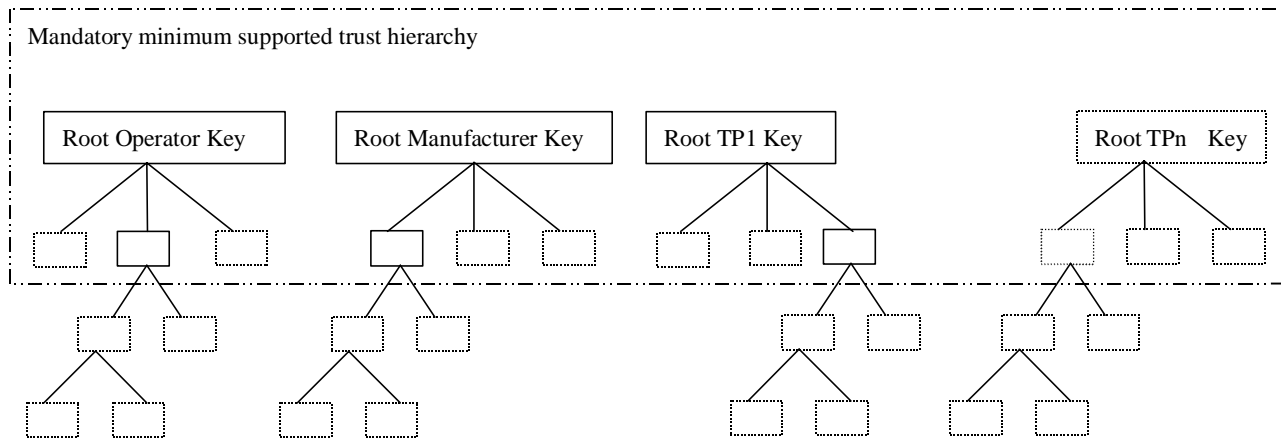 Mandatory minimum supported trust hierarchy
Root Operator Key
Root Manufacturer Key
Root TP1 Key
Root TPn Key